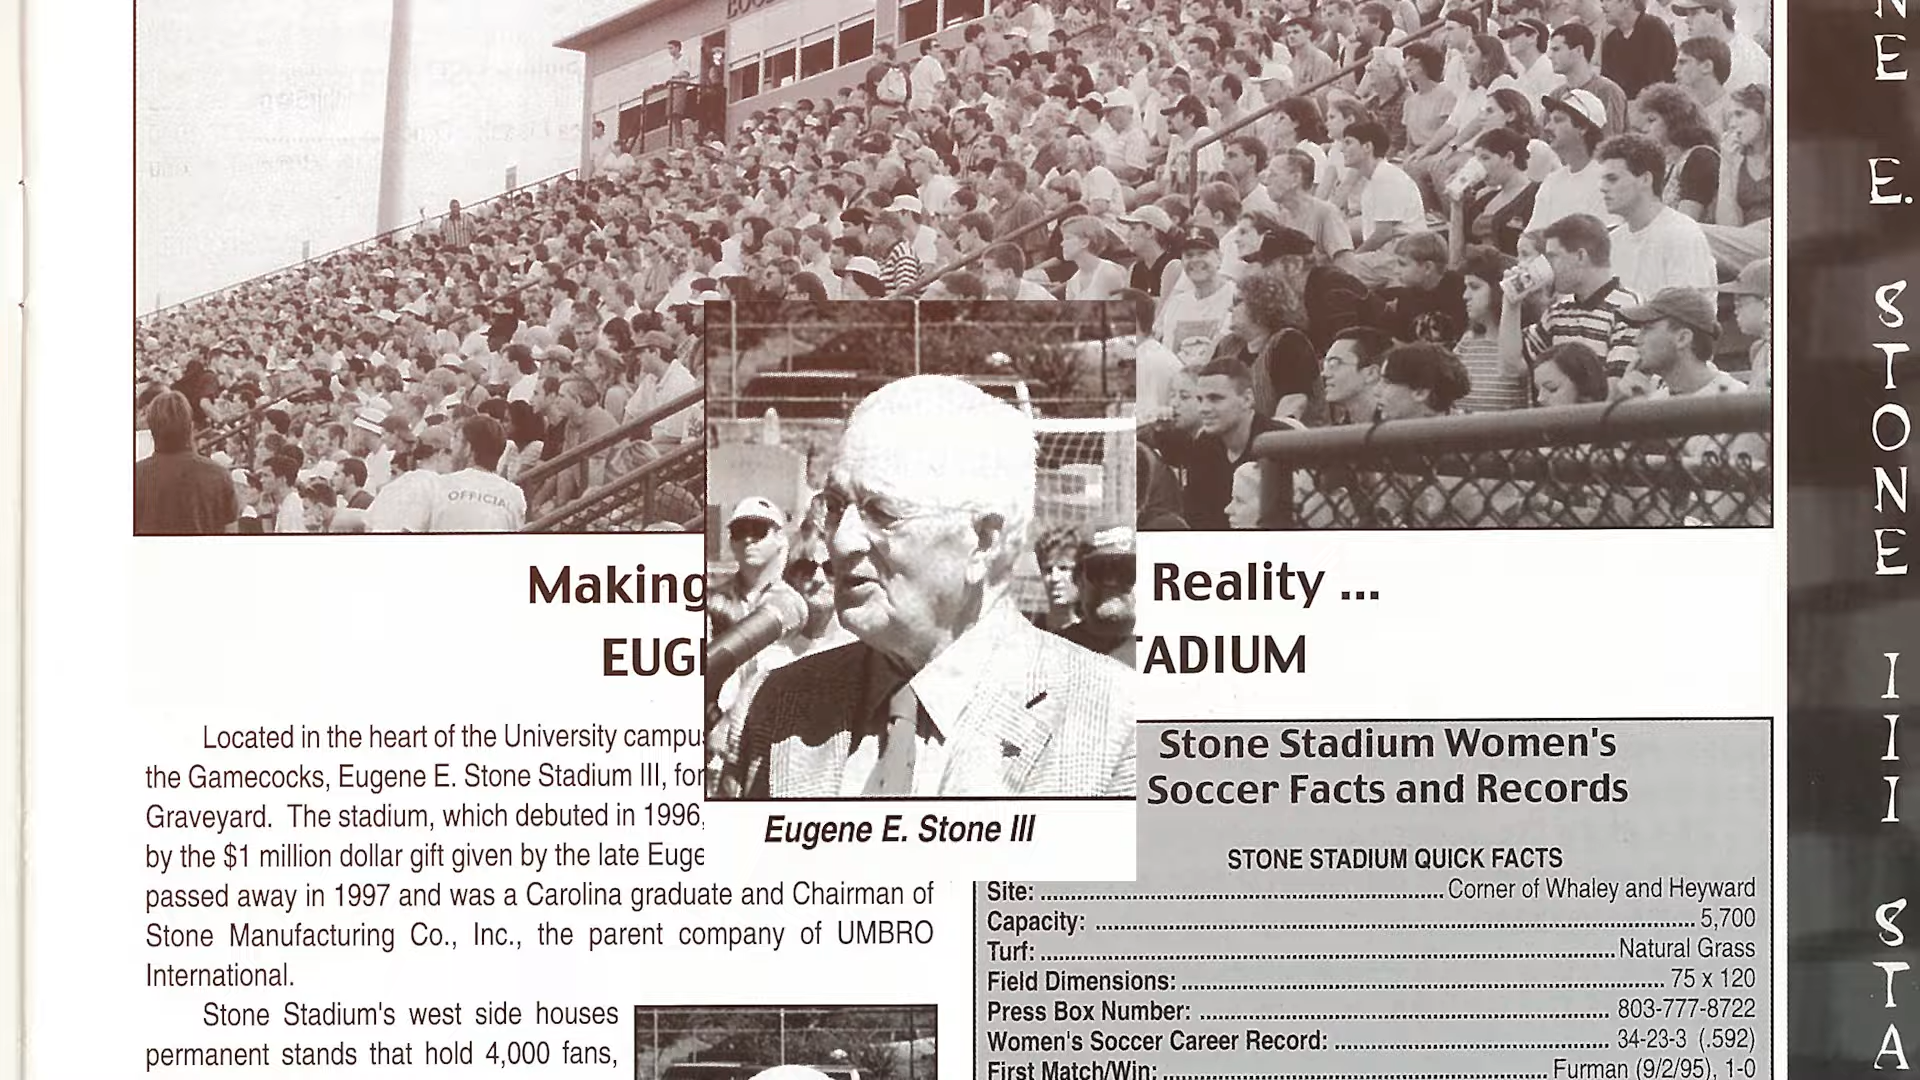 OFFICIAL
Making
Reality ...
EUGE
TADIUM
Located in the heart of the University campus
the Gamecocks, Eugene E. Stone Stadium III, for
Graveyard. The stadium, which debuted in 1996,
by the $1 million dollar gift given by the late Euge
passed away in 1997 and was a Carolina graduate and Chairman of
Stone Manufacturing Co., Inc., the parent company of UMBRO
International.
Stone Stadium's west side houses
permanent stands that hold 4,000 fans,
Eugene E. Stone III
Stone Stadium Women's
Soccer Facts and Records
STONE STADIUM QUICK FACTS
Site: Corner of Whaley and Heyward
Capacity: 5,700
Turf: Natural Grass
Field Dimensions: 75 x 120
Press Box Number: 803-777-8722
Women's Soccer Career Record: 34-23-3 (.592)
First Match/Win: Furman (9/2/95), 1-0
NE E. STONE III STA